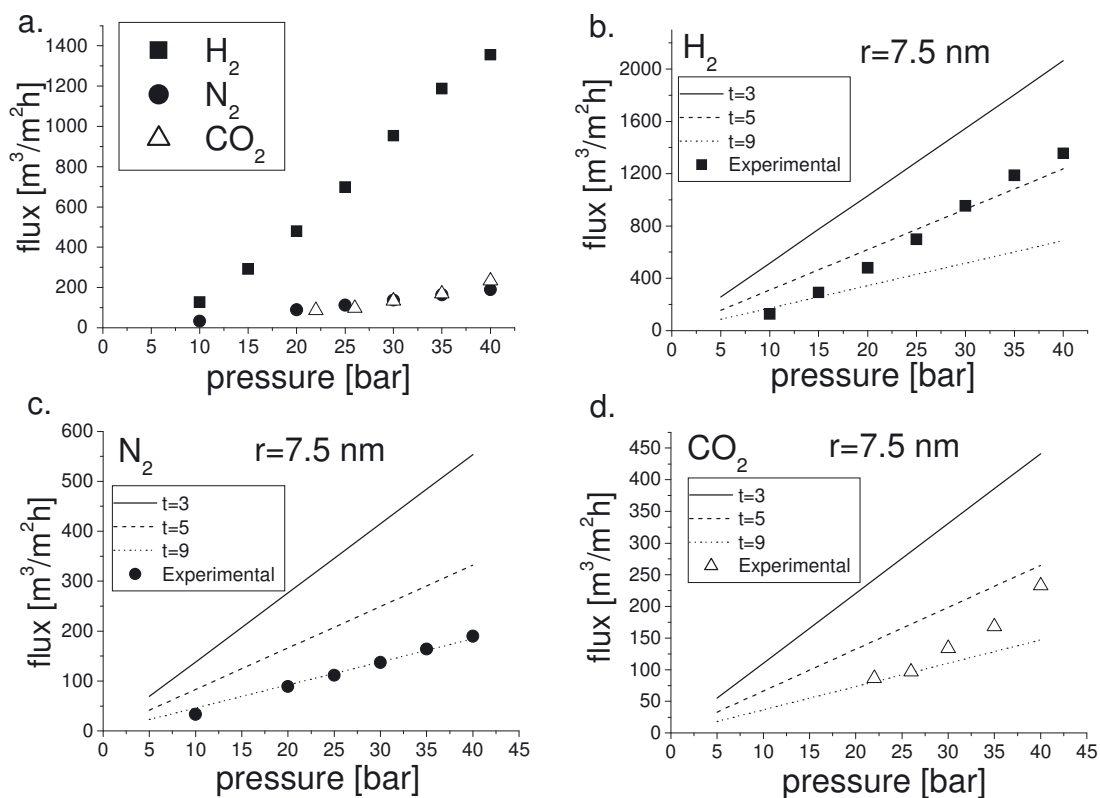 a.
H₂
N₂
CO₂
1400
1200
1000
800
600
400
200
0
flux [m³/m²h]
0 5 10 15 20 25 30 35 40
pressure [bar]
b.
H₂ r=7.5 nm
t=3
t=5
t=9
Experimental
2000
1600
1200
800
400
0
flux [m³/m²h]
0 5 10 15 20 25 30 35 40
pressure [bar]
c.
N₂ r=7.5 nm
t=3
t=5
t=9
Experimental
600
500
400
300
200
100
0
flux [m³/m²h]
0 5 10 15 20 25 30 35 40 45
pressure [bar]
d.
CO₂ r=7.5 nm
t=3
t=5
t=9
Experimental
450
400
350
300
250
200
150
100
50
0
flux [m³/m²h]
0 5 10 15 20 25 30 35 40 45
pressure [bar]